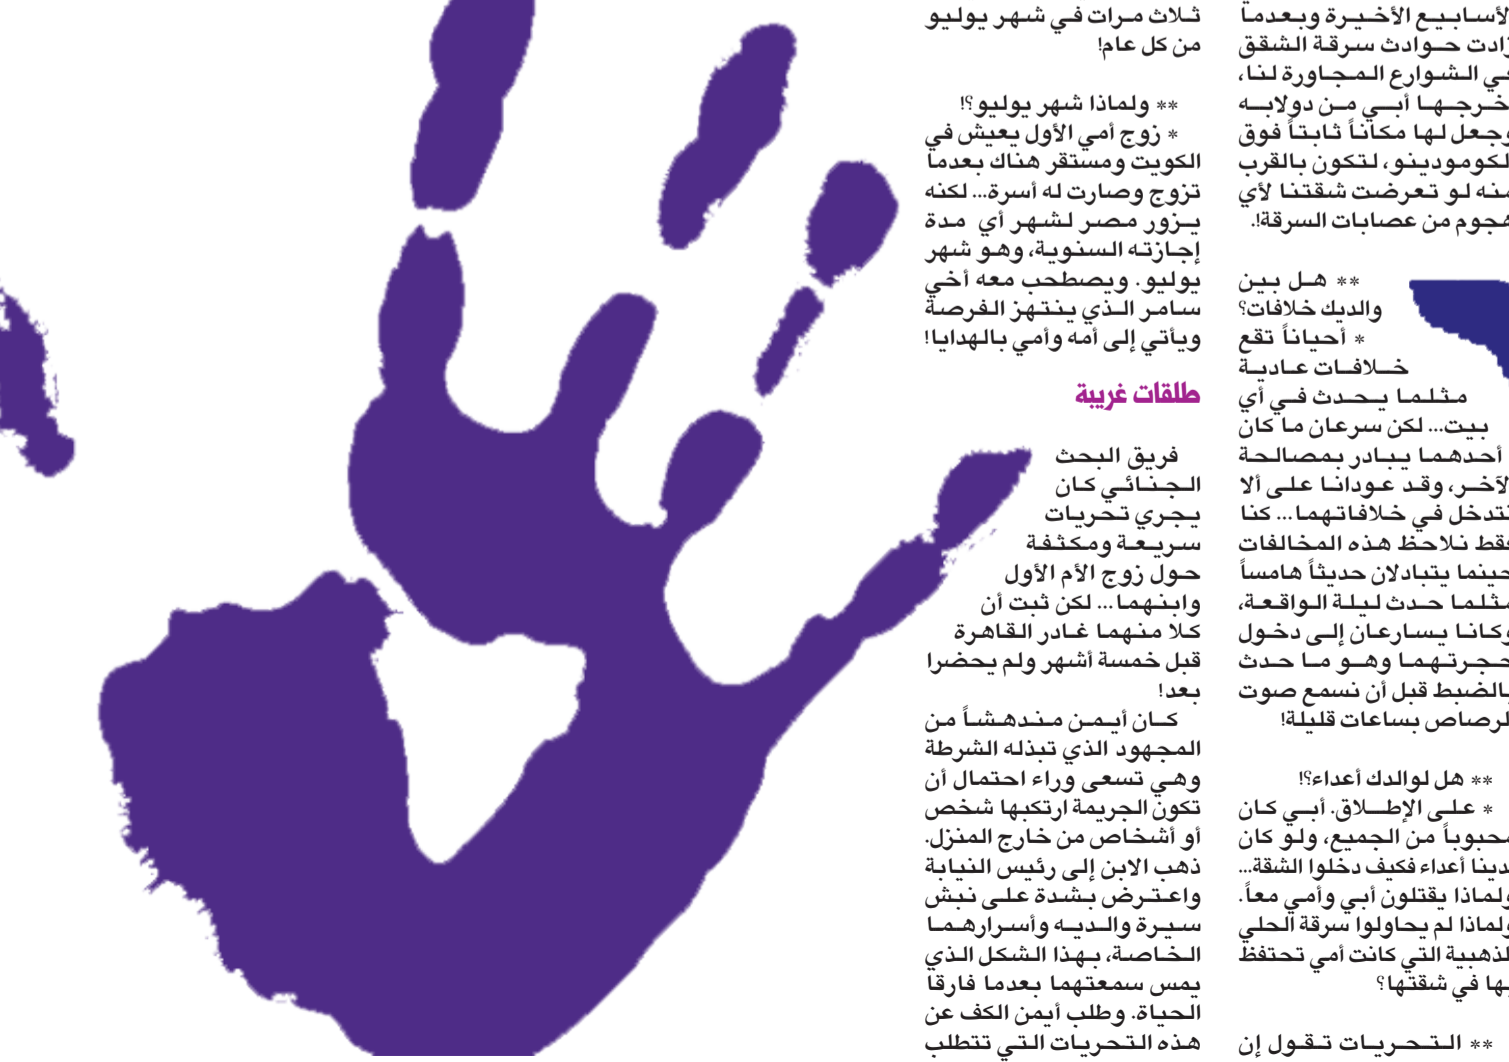 لأسابيع الأخيرة وبعدما
زادت حوادث سرقة الشقق
في الشوارع المجاورة لنا،
خرجها أبي من دولابه
وجعل لها مكاناً ثابتاً فوق
لكومودينو، لتكون بالقرب
منه لو تعرضت شقتنا لأي
هجوم من عصابات السرقة!.
** هل بين
والديك خلافات؟
* أحياناً تقع
خلافات عادية
مثلما يحدث في أي
بيت... لكن سرعان ما كان
أحدهما يبادر بمصالحة
لآخر، وقد عودانا على ألا
نتدخل في خلافاتهما... كنا
فقط نلاحظ هذه المخالفات
حينما يتبادلان حديثاً هامساً
مثلما حدث ليلة الواقعة،
وكانا يسارعان إلى دخول
حجرتهما وهو ما حدث
بالضبط قبل أن نسمع صوت
لرصاص بساعات قليلة!
** هل لوالدك أعداء؟!
* على الإطلاق. أبي كان
محبوباً من الجميع، ولو كان
لدينا أعداء فكيف دخلوا الشقة...
ولماذا يقتلون أبي وأمي معاً.
ولماذا لم يحاولوا سرقة الحلي
لذهبية التي كانت أمي تحتفظ
بها في شقتها؟
** التحريات تقول إن
ثلاث مرات في شهر يوليو
من كل عام!
** ولماذا شهر يوليو؟!
* زوج أمي الأول يعيش في
الكويت ومستقر هناك بعدما
تزوج وصارت له أسرة... لكنه
يزور مصر لشهر أي مدة
إجازته السنوية، وهو شهر
يوليو. ويصطحب معه أخي
سامر الذي ينتهز الفرصة
ويأتي إلى أمه وأمي بالهدايا!
طلقات غريبة
فريق البحث
الجنائي كان
يجري تحريات
سريعة ومكثفة
حول زوج الأم الأول
وابنهما... لكن ثبت أن
كلا منهما غادر القاهرة
قبل خمسة أشهر ولم يحضرا
بعد!
كان أيمن مندهشاً من
المجهود الذي تبذله الشرطة
وهي تسعى وراء احتمال أن
تكون الجريمة ارتكبها شخص
أو أشخاص من خارج المنزل.
ذهب الابن إلى رئيس النيابة
واعترض بشدة على نبش
سيرة والديه وأسرارهما
الخاصة، بهذا الشكل الذي
يمس سمعتهما بعدما فارقا
الحياة. وطلب أيمن الكف عن
هذه التحريات التي تتطلب